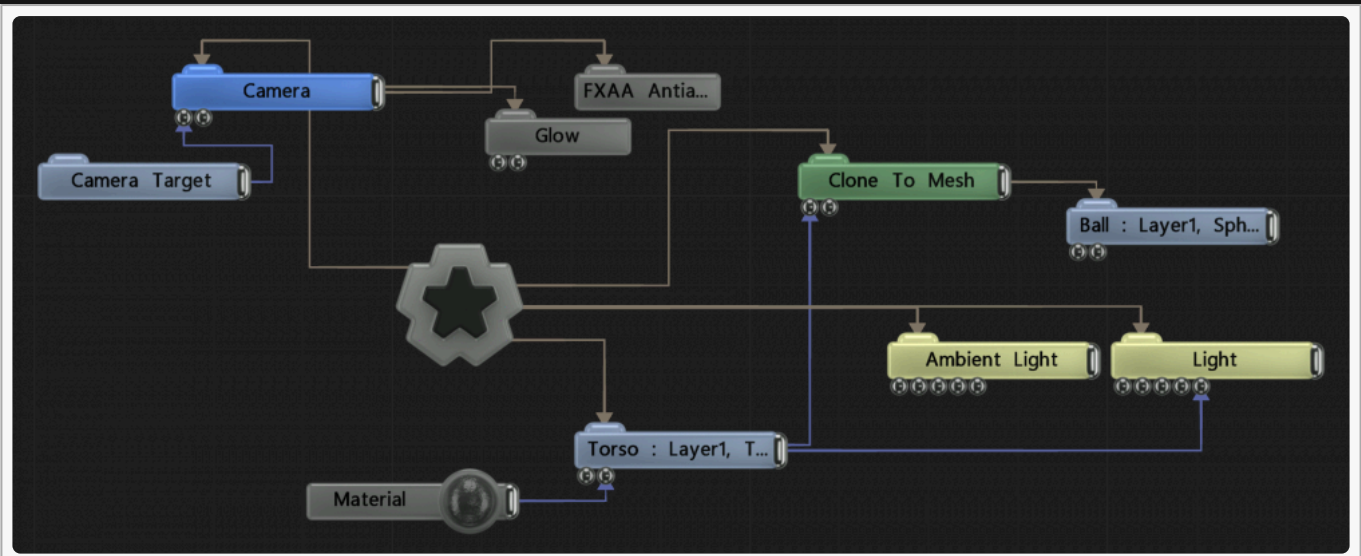 Camera
FXAA Antia...
Glow
Camera Target
Clone To Mesh
Ball : Layer1, Sph...
Ambient Light
Light
Torso : Layer1, T...
Material